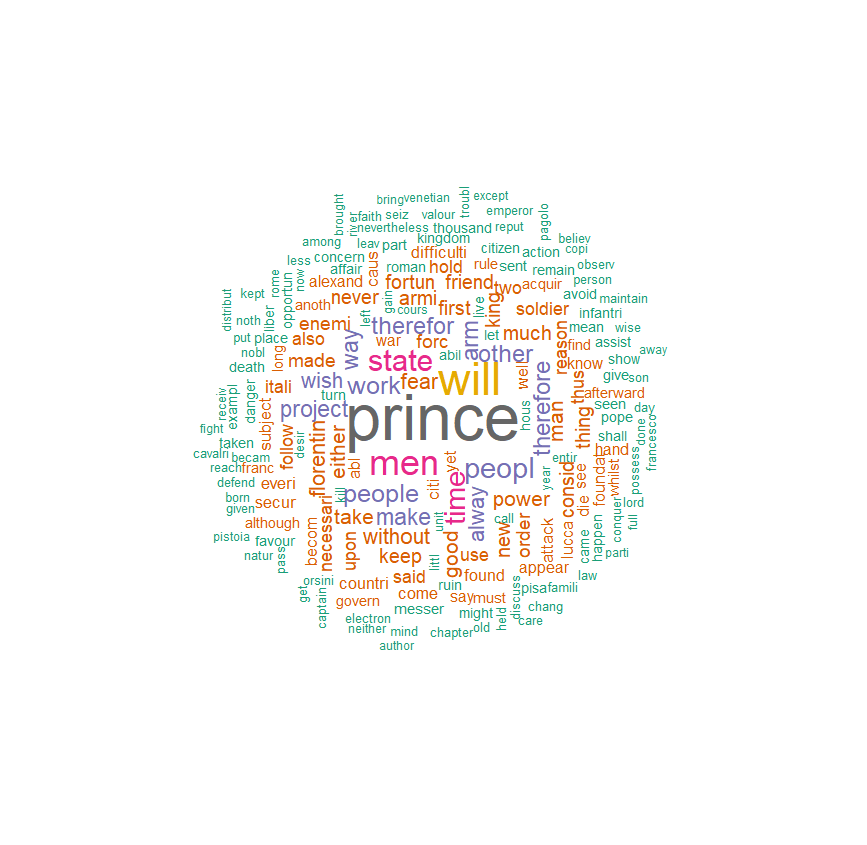 brought
bring
venetian
troubl
except
river
faith
seiz
valour
emperor
pagolo
nevertheless
thousand
reput
among
leav
part
kingdom
believ
less
concern
difficulti
citizen
action
copi
now
affair
caus
roman
hold
rule
sent
remain
observ
rome
opportun
alexand
fortun
friend
two
acquir
person
kept
anoth
never
armi
gain
first
live
king
avoid
maintain
distribut
liber
enemi
left
cours
soldier
infantri
noth
therefor
arm
let
mean
wise
put
place
also
way
war
forc
much
reason
find
assist
away
nobl
long
made
state
abil
other
well
know
show
death
itali
wish
work
fear
will
give
son
receiv
exampl
danger
turn
therefore
thus
afterward
project
prince
man
thing
seen
day
fight
subject
florentin
hous
pope
done
francesco
taken
follow
desir
either
shall
cavalri
becam
men
yet
peopl
entir
hand
reach
franc
abl
see
whilst
possess
defend
everi
citi
time
year
consid
founda
born
secur
necessari
kill
people
alway
power
die
lord
given
take
make
unit
call
new
order
attack
lucca
happen
conquer
full
although
becom
upon
without
good
came
parti
pistoia
favour
keep
use
natur
pass
littl
appear
law
countri
said
ruin
found
get
orsini
pisa
famili
govern
come
say
must
captain
messer
might
held
discuss
chang
electron
care
neither
mind
chapter
old
author